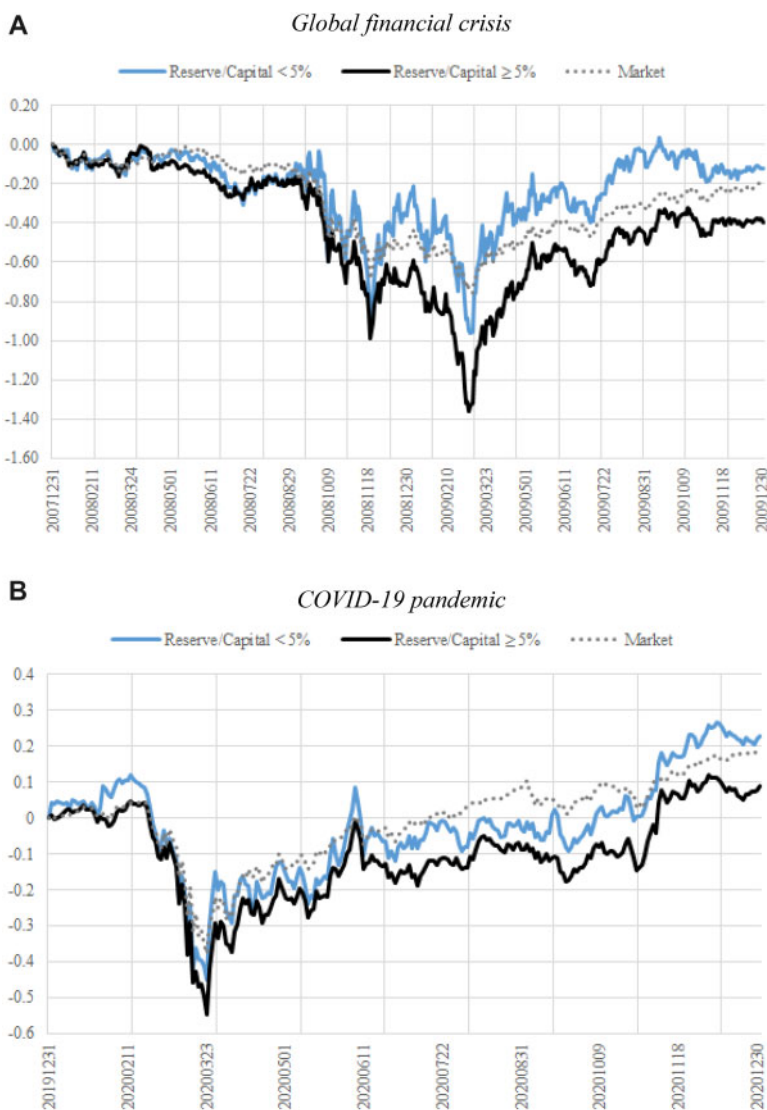 A
Global financial crisis
Reserve/Capital <5% Reserve/Capital ≥5% Market
0.20
0.00
-0.20
-0.40
-0.60
-0.80
-1.00
-1.20
-1.40
-1.60
20071231 20080211 20080324 20080501 20080611 20080722 20080829 20081009 20081118 20081230 20090210 20090323 20090501 20090611 20090722 20090831 20091009 20091118 20091230
B
COVID-19 pandemic
Reserve/Capital <5% Reserve/Capital ≥5% Market
0.4
0.3
0.2
0.1
0
-0.1
-0.2
-0.3
-0.4
-0.5
-0.6
20191231 20200211 20200323 20200501 20200611 20200722 20200831 20201009 20201118 20201230